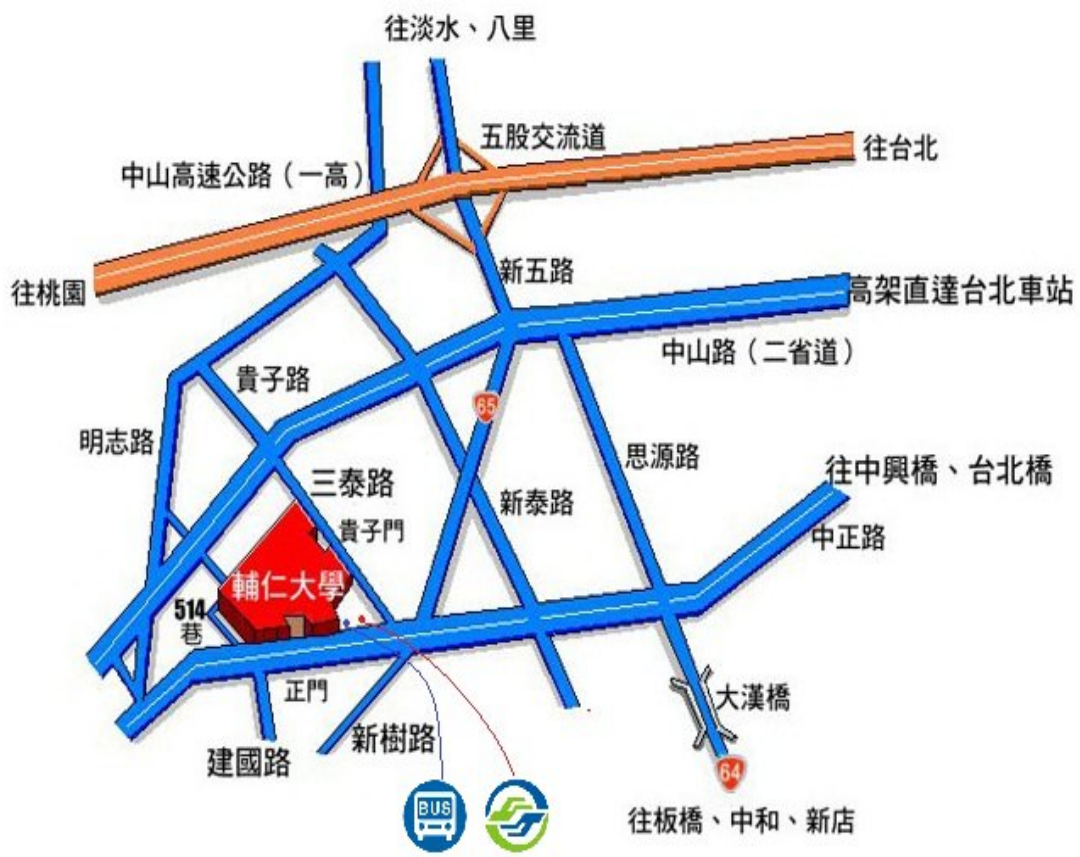 往淡水、八里
五股交流道
往台北
中山高速公路（一高）
新五路
往桃園
高架直達台北車站
中山路（二省道）
貴子路
65
明志路
思源路
往中興橋、台北橋
三泰路
新泰路
貴子門
中正路
輔仁大學
514
巷
正門
大漢橋
新樹路
建國路
64
BUS
往板橋、中和、新店